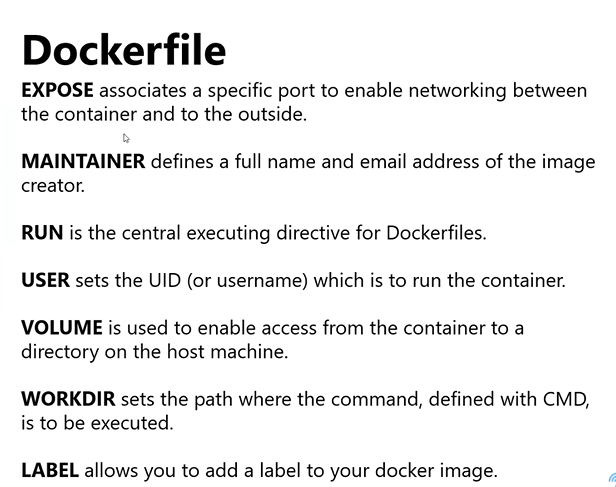 Dockerfile
EXPOSE associates a specific port to enable networking between
the container and to the outside.
MAINTAINER defines a full name and email address of the image
creator.
RUN is the central executing directive for Dockerfiles.
USER sets the UID (or username) which is to run the container.
VOLUME is used to enable access from the container to a
directory on the host machine.
WORKDIR sets the path where the command, defined with CMD,
is to be executed.
LABEL allows you to add a label to your docker image.